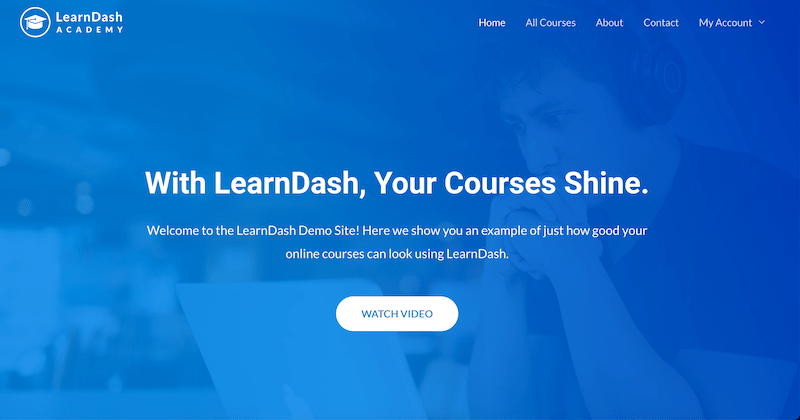 LearnDash
ACADEMY
Home
All Courses
About
Contact
My Account
With LearnDash, Your Courses Shine.
Welcome to the LearnDash Demo Site! Here we show you an example of just how good your
online courses can look using LearnDash.
WATCH VIDEO